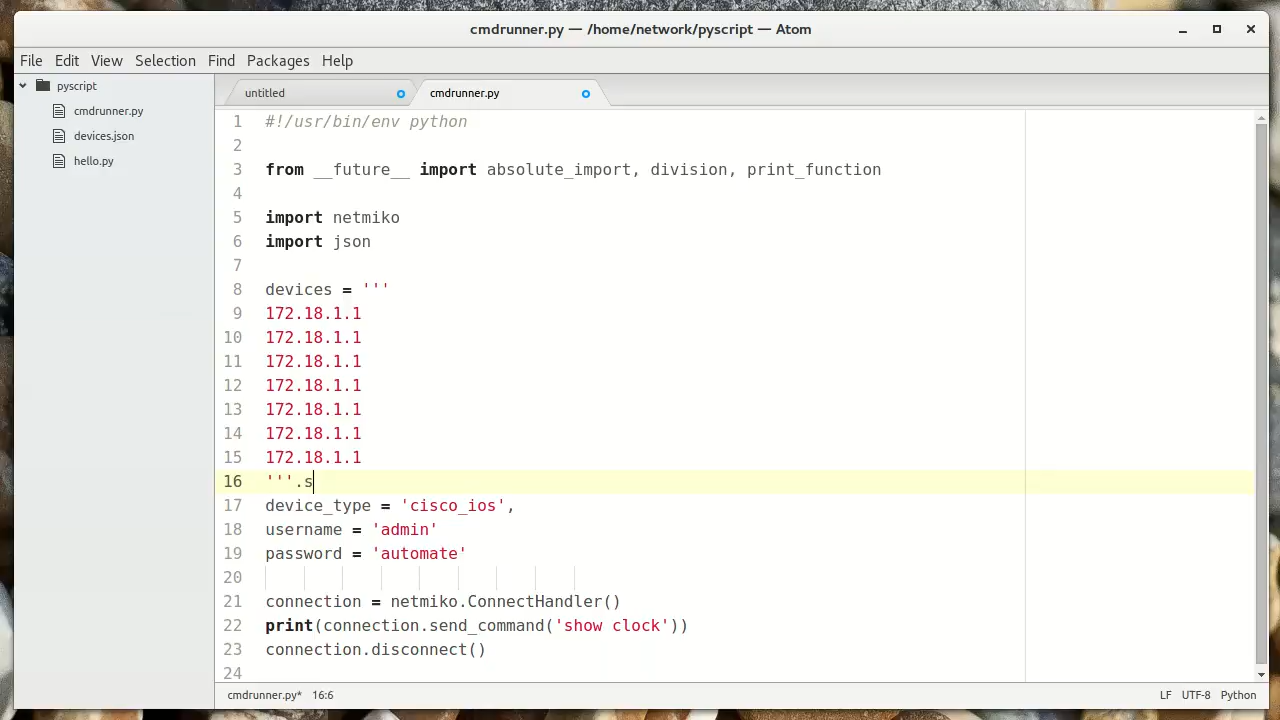 cmdrunner.py — /home/network/pyscript — Atom
File Edit View Selection Find Packages Help
pyscript
cmdrunner.py
devices.json
hello.py
untitled
cmdrunner.py
1 #!/usr/bin/env python
2
3 from __future__ import absolute_import, division, print_function
4
5 import netmiko
6 import json
7
8 devices = '''
9 172.18.1.1
10 172.18.1.1
11 172.18.1.1
12 172.18.1.1
13 172.18.1.1
14 172.18.1.1
15 172.18.1.1
16 '''.s
17 device_type = 'cisco_ios',
18 username = 'admin'
19 password = 'automate'
20
21 connection = netmiko.ConnectHandler()
22 print(connection.send_command('show clock'))
23 connection.disconnect()
24
cmdrunner.py* 16:6 LF UTF-8 Python